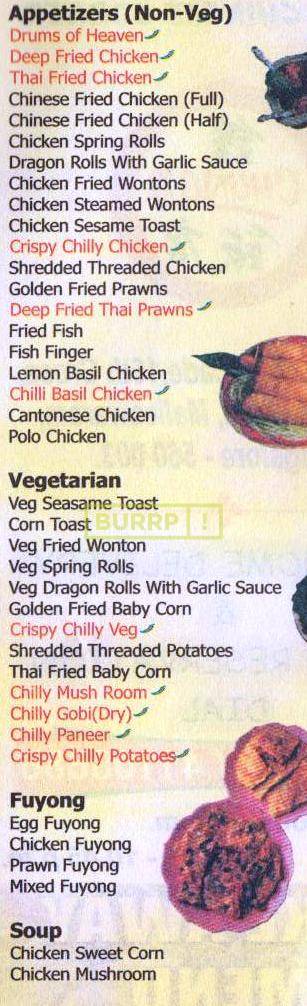 Appetizers (Non-Veg)
Drums of Heaven
Deep Fried Chicken
Thai Fried Chicken
Chinese Fried Chicken (Full)
Chinese Fried Chicken (Half)
Chicken Spring Rolls
Dragon Rolls With Garlic Sauce
Chicken Fried Wontons
Chicken Steamed Wontons
Chicken Sesame Toast
Crispy Chilly Chicken
Shredded Threaded Chicken
Golden Fried Prawns
Deep Fried Thai Prawns
Fried Fish
Fish Finger
Lemon Basil Chicken
Chilli Basil Chicken
Cantonese Chicken
Polo Chicken
Vegetarian
Veg Seasame Toast
Corn Toast
BURRP!
Veg Fried Wonton
Veg Spring Rolls
Veg Dragon Rolls With Garlic Sauce
Golden Fried Baby Corn
Crispy Chilly Veg
Shredded Threaded Potatoes
Thai Fried Baby Corn
Chilly Mush Room
Chilly Gobi(Dry)
Chilly Paneer
Crispy Chilly Potatoes
Fuyong
Egg Fuyong
Chicken Fuyong
Prawn Fuyong
Mixed Fuyong
Soup
Chicken Sweet Corn
Chicken Mushroom